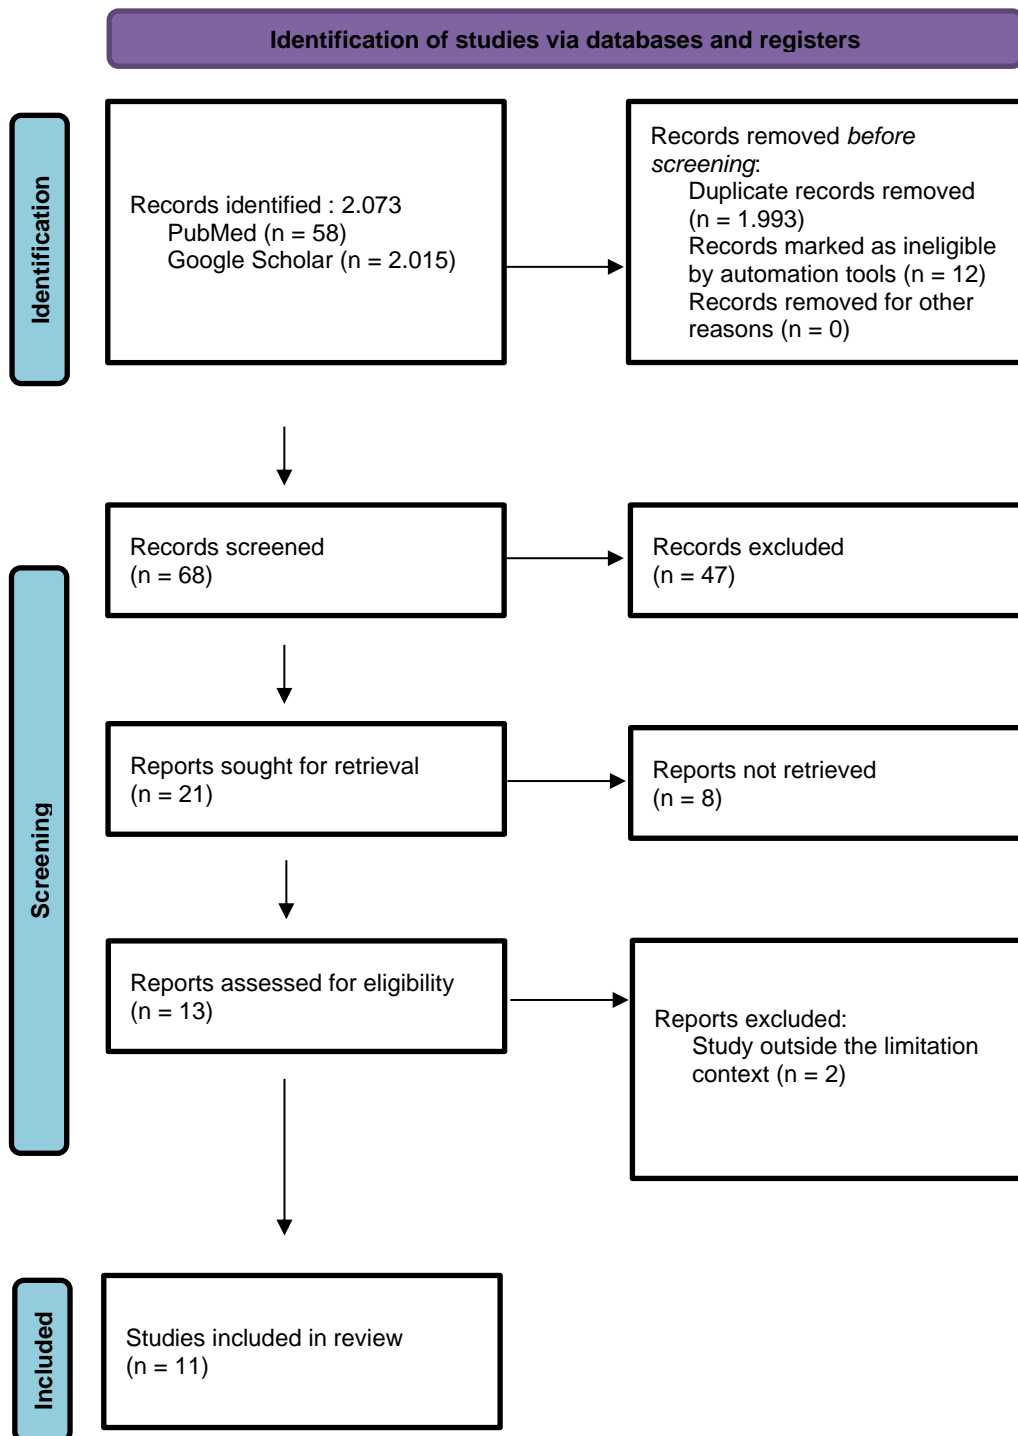 Identification of studies via databases and registers
Identification
Records identified : 2.073
PubMed (n = 58)
Google Scholar (n = 2.015)
Records removed before
screening:
Duplicate records removed
(n = 1.993)
Records marked as ineligible
by automation tools (n = 12)
Records removed for other
reasons (n = 0)
Screening
Records screened
(n = 68)
Records excluded
(n = 47)
Reports sought for retrieval
(n = 21)
Reports not retrieved
(n = 8)
Reports assessed for eligibility
(n = 13)
Reports excluded:
Study outside the limitation
context (n = 2)
Included
Studies included in review
(n = 11)